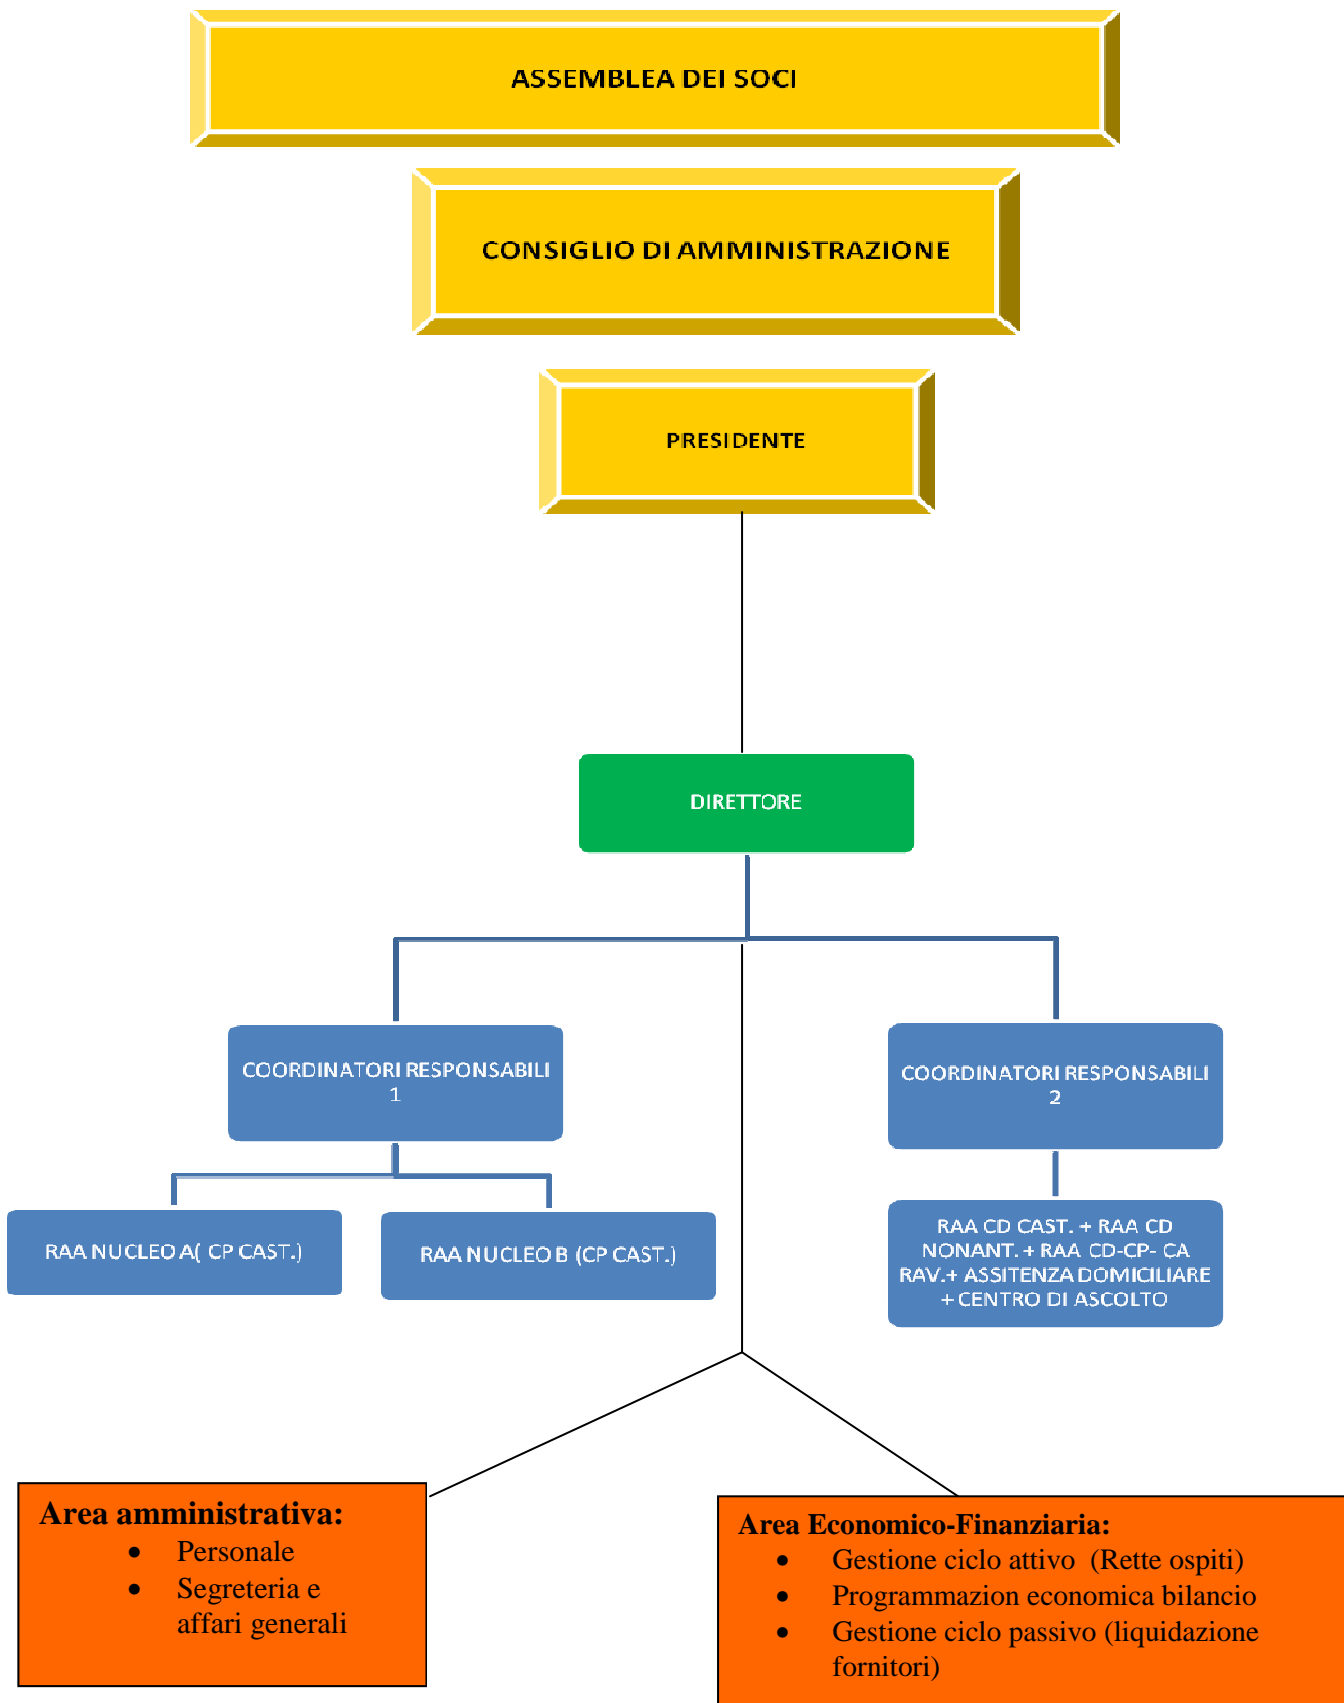 ASSEMBLEA DEI SOCI
CONSIGLIO DI AMMINISTRAZIONE
PRESIDENTE
DIRETTORE
COORDINATORI RESPONSABILI
1
COORDINATORI RESPONSABILI
2
RAA NUCLEO A( CP CAST.)
RAA NUCLEO B (CP CAST.)
RAA CD CAST. + RAA CD
NONANT. + RAA CD-CP- CA
RAV.+ ASSITENZA DOMICILIARE
+ CENTRO DI ASCOLTO
Area amministrativa:
• Personale
• Segreteria e
affari generali
Area Economico-Finanziaria:
• Gestione ciclo attivo (Rette ospiti)
• Programmazion economica bilancio
• Gestione ciclo passivo (liquidazione
fornitori)